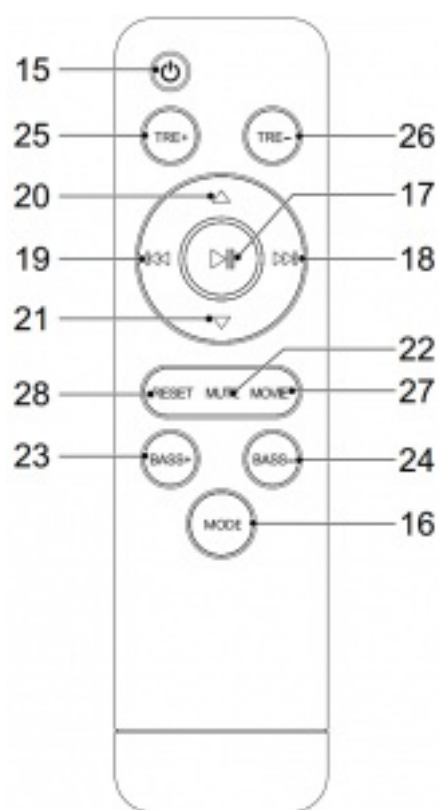 15
25 TRE+ TRE- 26
20 17
19 18
21
22
28 RESET MUTE MOVIE 27
23 BASS+ BASS- 24
MODE 16